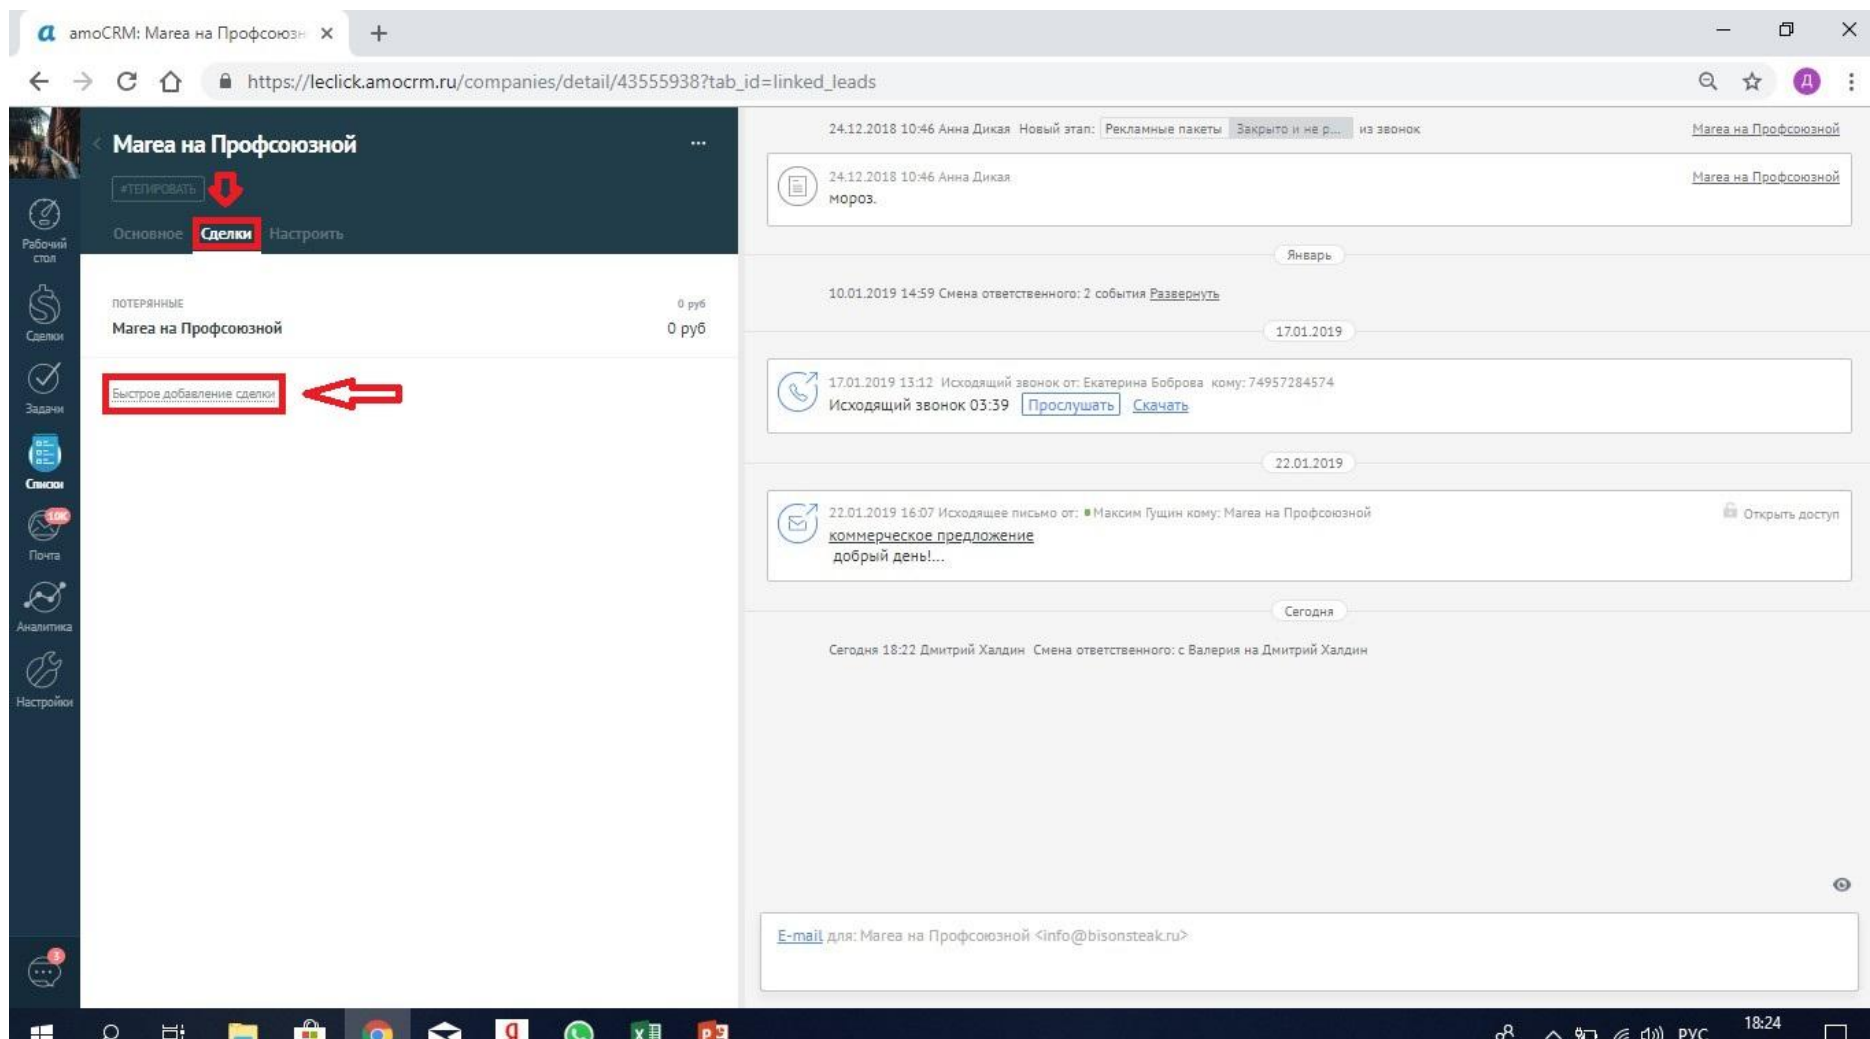 amoCRM: Marea на Профсоюзн
https://leclick.amocrm.ru/companies/detail/43555938?tab_id=linked_leads
Д
Marea на Профсоюзной
#ТЕГИРОВАТЬ
Основное Сделки Настроить
Рабочий
стол
Сделки
Задачи
Списки
10K
Почта
Аналитика
Настройки
3
ПОТЕРЯННЫЕ 0 руб
Marea на Профсоюзной 0 руб
Быстрое добавление сделки
24.12.2018 10:46 Анна Дикая Новый этап: Рекламные пакеты Закрыто и не р... из звонок Marea на Профсоюзной
24.12.2018 10:46 Анна Дикая Marea на Профсоюзной
мороз.
Январь
10.01.2019 14:59 Смена ответственного: 2 события Развернуть
17.01.2019
17.01.2019 13:12 Исходящий звонок от: Екатерина Боброва кому: 74957284574
Исходящий звонок 03:39 Прослушать Скачать
22.01.2019
22.01.2019 16:07 Исходящее письмо от: Максим Гущин кому: Marea на Профсоюзной Открыть доступ
коммерческое предложение
добрый день!...
Сегодня
Сегодня 18:22 Дмитрий Халдин Смена ответственного: с Валерия на Дмитрий Халдин
E-mail для: Marea на Профсоюзной <info@bisonsteak.ru>
РУС 18:24